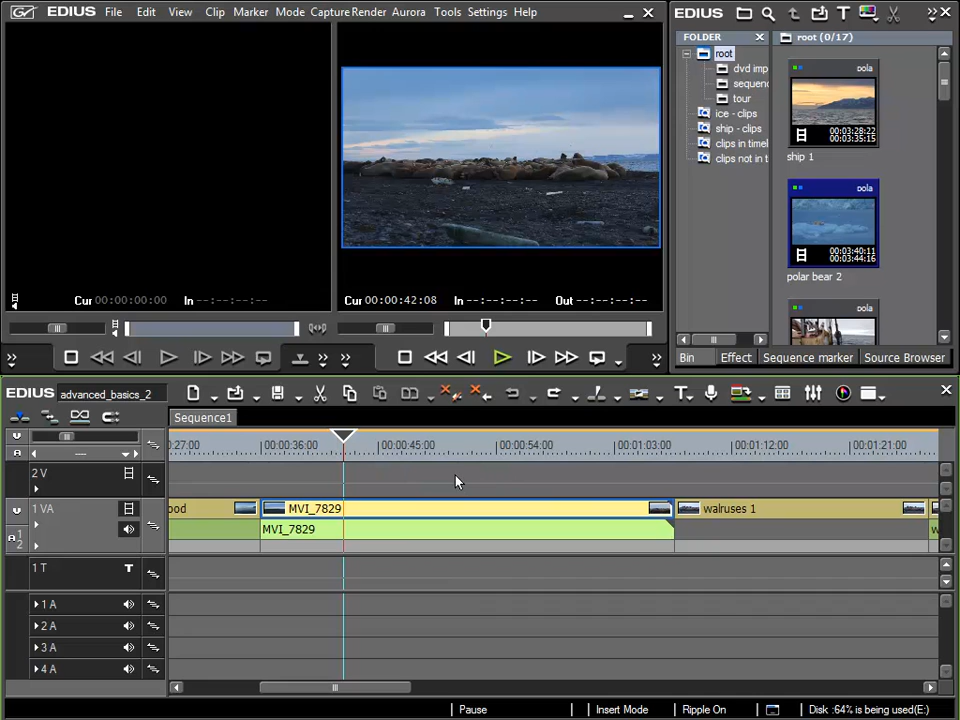 EDIUS File Edit View Clip Marker Mode Capture Render Aurora Tools Settings Help
Cur 00:00:00:00 In --:--:--:--
Cur 00:00:42:08 In --:--:--:-- Out --:--:--:--
EDIUS
FOLDER
root
dvd imp
sequenc
tour
ice - clips
ship - clips
clips in timel
clips not in t
root (0/17)
00:03:28:22
00:03:35:15
ship 1
00:03:40:11
00:03:44:16
polar bear 2
Bin Effect Sequence marker Source Browser
EDIUS advanced_basics_2
Sequence1
:27:00 00:00:36:00 00:00:45:00 00:00:54:00 00:01:03:00 00:01:12:00 00:01:21:00
2 V
1 VA ood MVI_7829 walruses 1
1 2 MVI_7829 w
1 T T
1 A
2 A
3 A
4 A
Pause Insert Mode Ripple On Disk :64% is being used(E:)